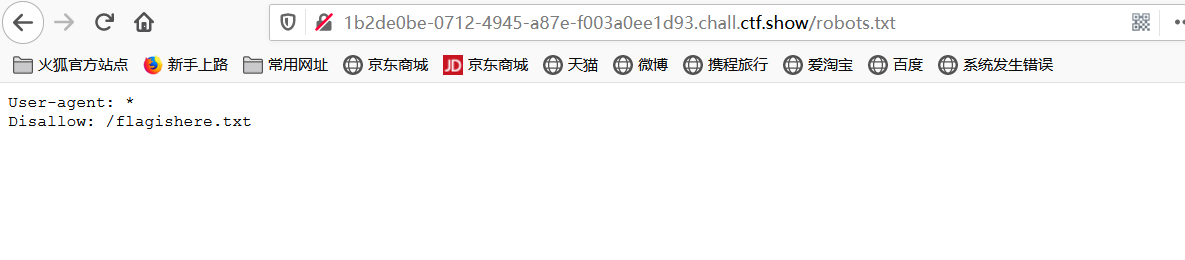 1b2de0be-0712-4945-a87e-f003a0ee1d93.chall.ctf.show/robots.txt
火狐官方站点 新手上路 常用网址 京东商城 JD 京东商城 天猫 微博 携程旅行 爱淘宝 百度 系统发生错误
User-agent: *
Disallow: /flagishere.txt